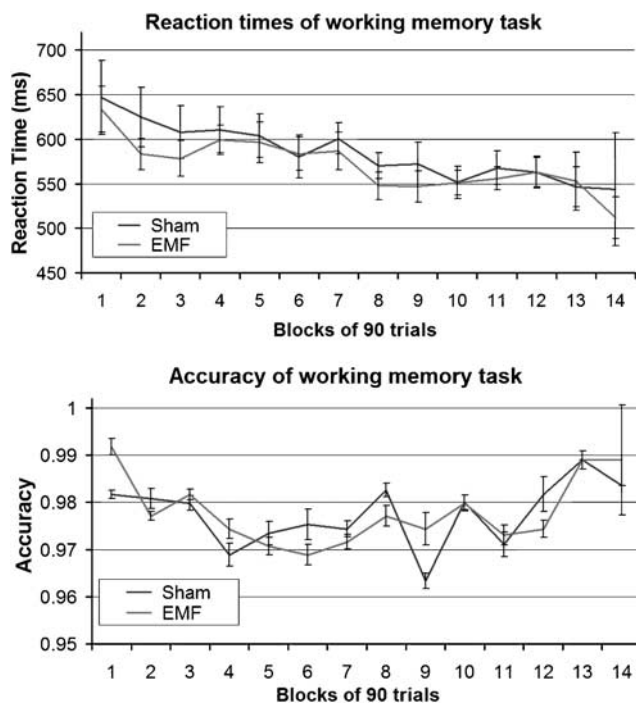 Reaction times of working memory task
700
650
600
550
500
450
Reaction Time (ms)
Sham
EMF
1 2 3 4 5 6 7 8 9 10 11 12 13 14
Blocks of 90 trials
Accuracy of working memory task
1
0.99
0.98
0.97
0.96
0.95
Accuracy
Sham
EMF
1 2 3 4 5 6 7 8 9 10 11 12 13 14
Blocks of 90 trials